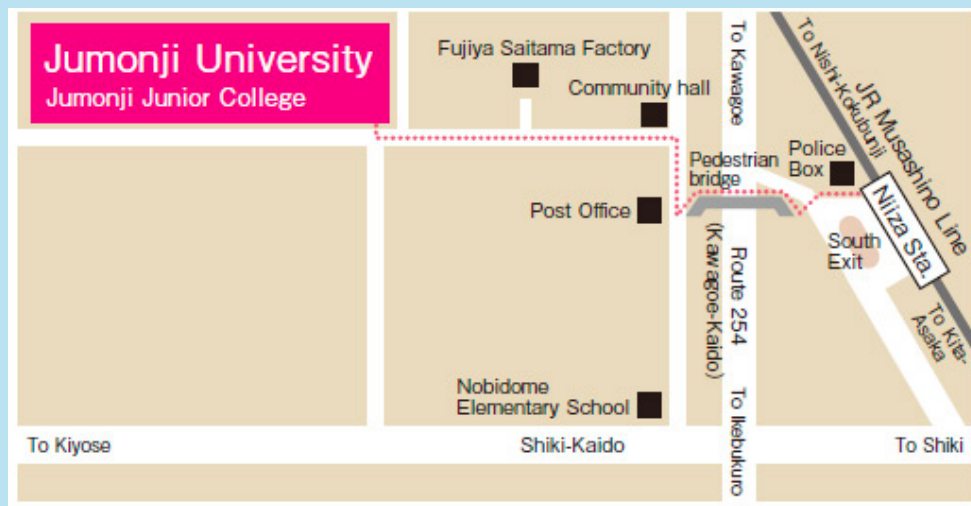 Jumonji University
Jumonji Junior College
Fujiya Saitama Factory
Community hall
To Kawagoe
To Nishi-Kokubunji
JR Musashino Line
Pedestrian
bridge
Police
Box
Niiza Sta.
Post Office
South
Exit
Route 254
(Kawagoe-Kaido)
To Kita-
Asaka
Nobidome
Elementary School
To Ikebukuro
To Kiyose
Shiki-Kaido
To Shiki